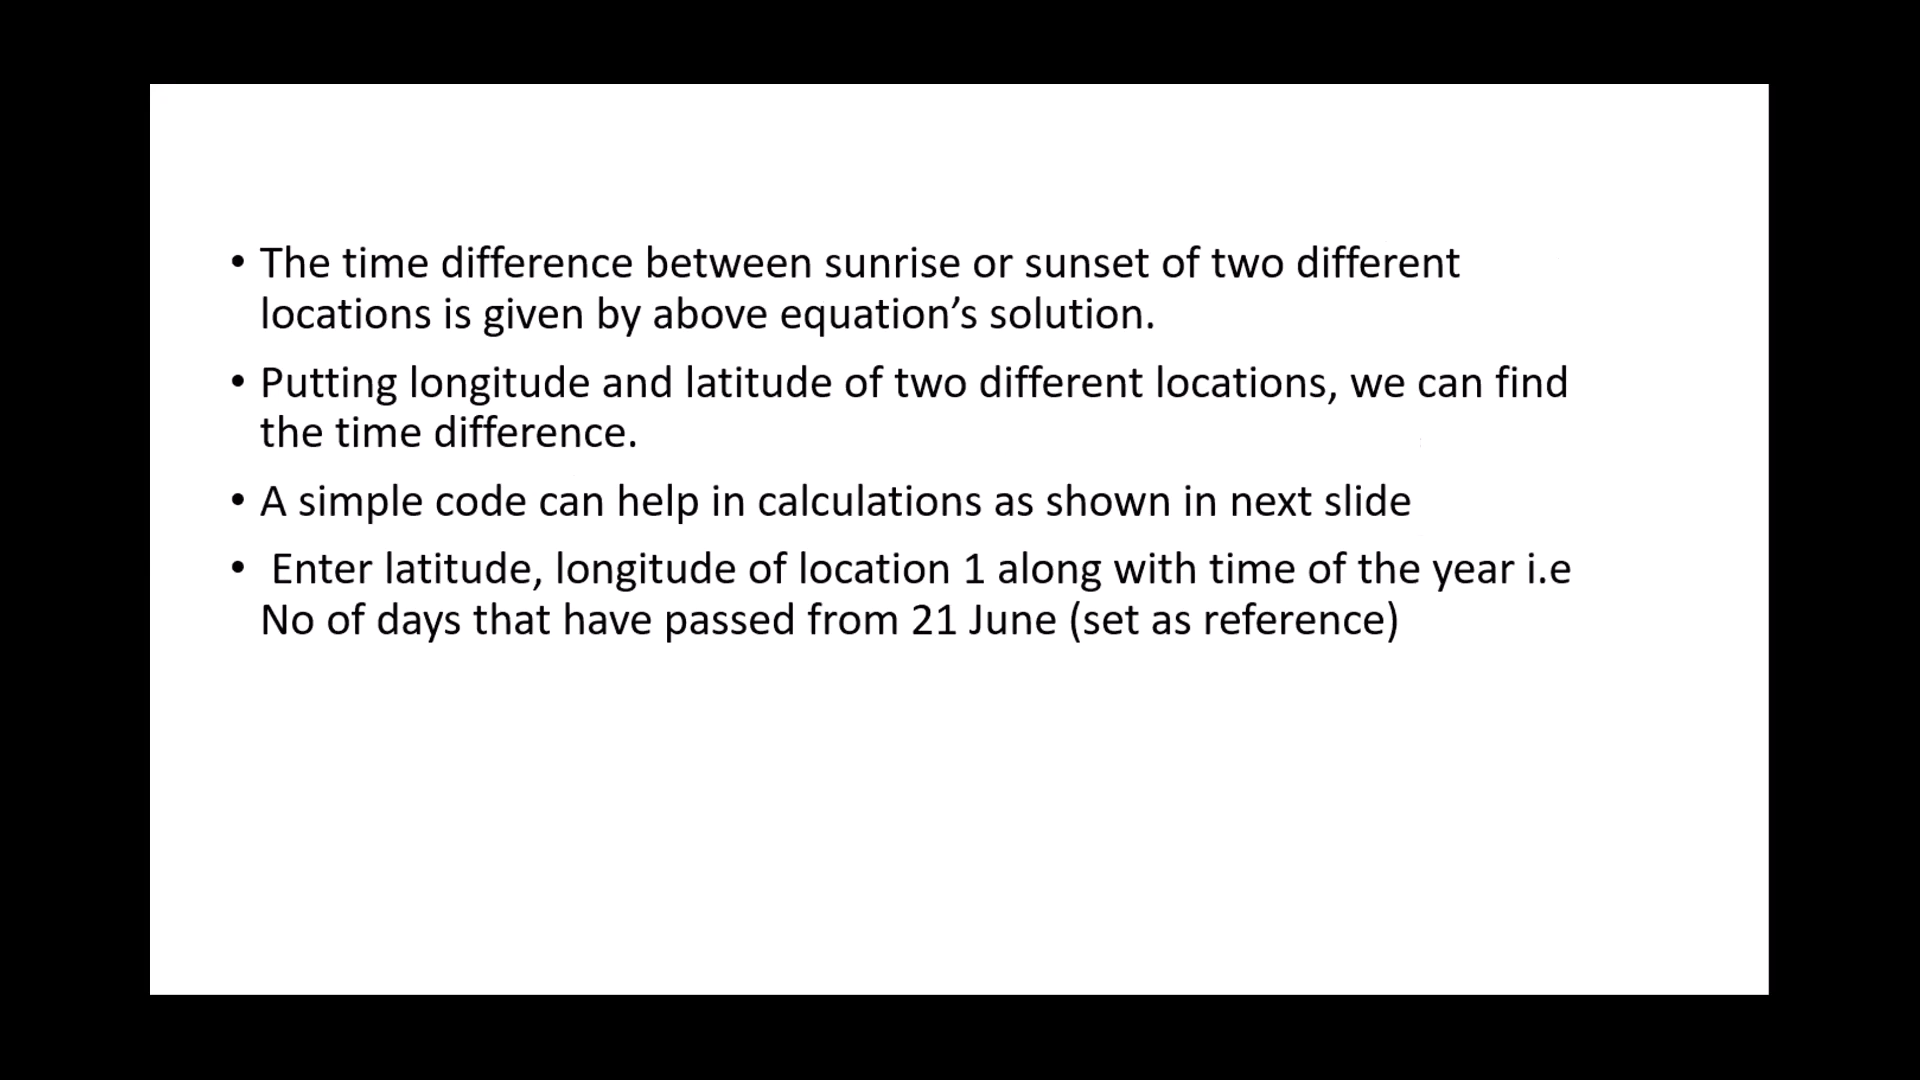 • The time difference between sunrise or sunset of two different
locations is given by above equation’s solution.
• Putting longitude and latitude of two different locations, we can find
the time difference.
• A simple code can help in calculations as shown in next slide
• Enter latitude, longitude of location 1 along with time of the year i.e
No of days that have passed from 21 June (set as reference)